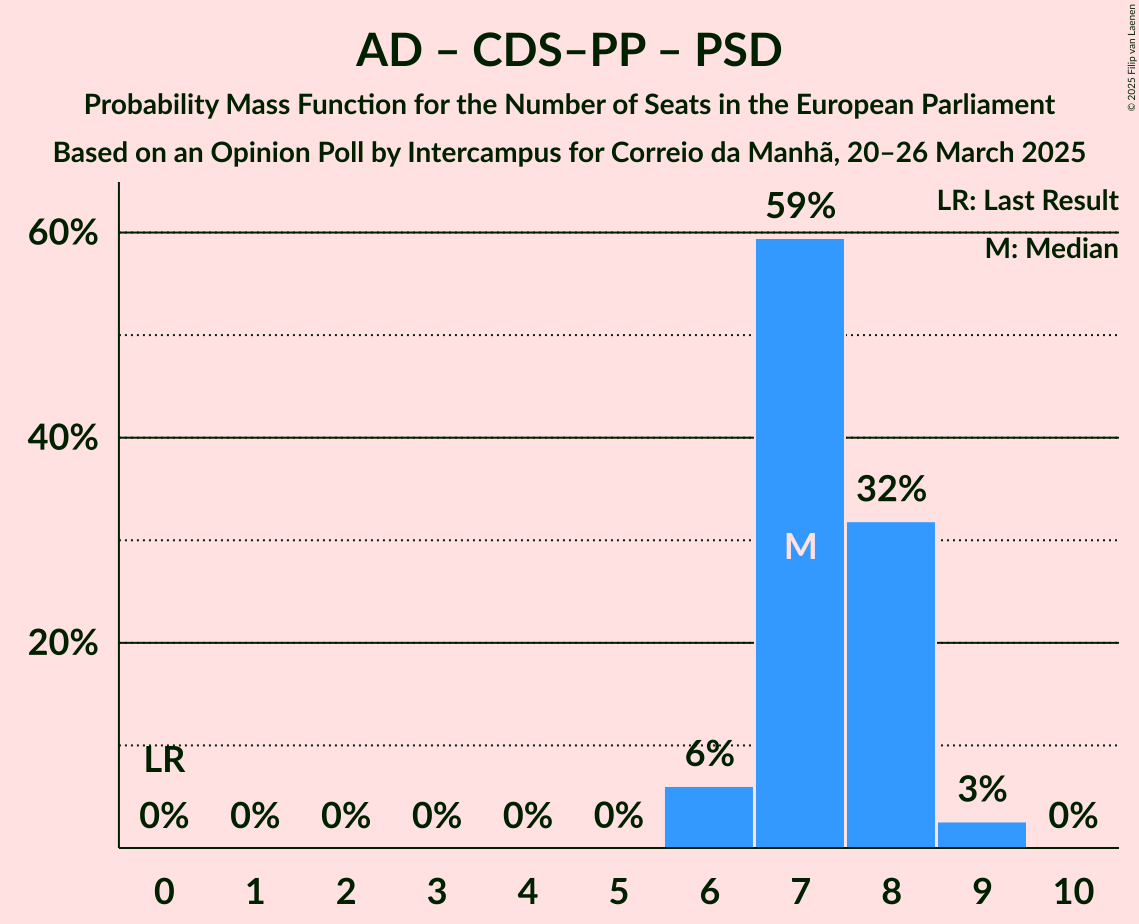 AD – CDS–PP – PSD
Probability Mass Function for the Number of Seats in the European Parliament
Based on an Opinion Poll by Intercampus for Correio da Manhã, 20–26 March 2025
© 2025 Filip van Laenen
LR: Last Result
M: Median
60%
40%
20%
59%
32%
M
LR
6%
3%
0% 0% 0% 0% 0% 0% 0%
0 1 2 3 4 5 6 7 8 9 10